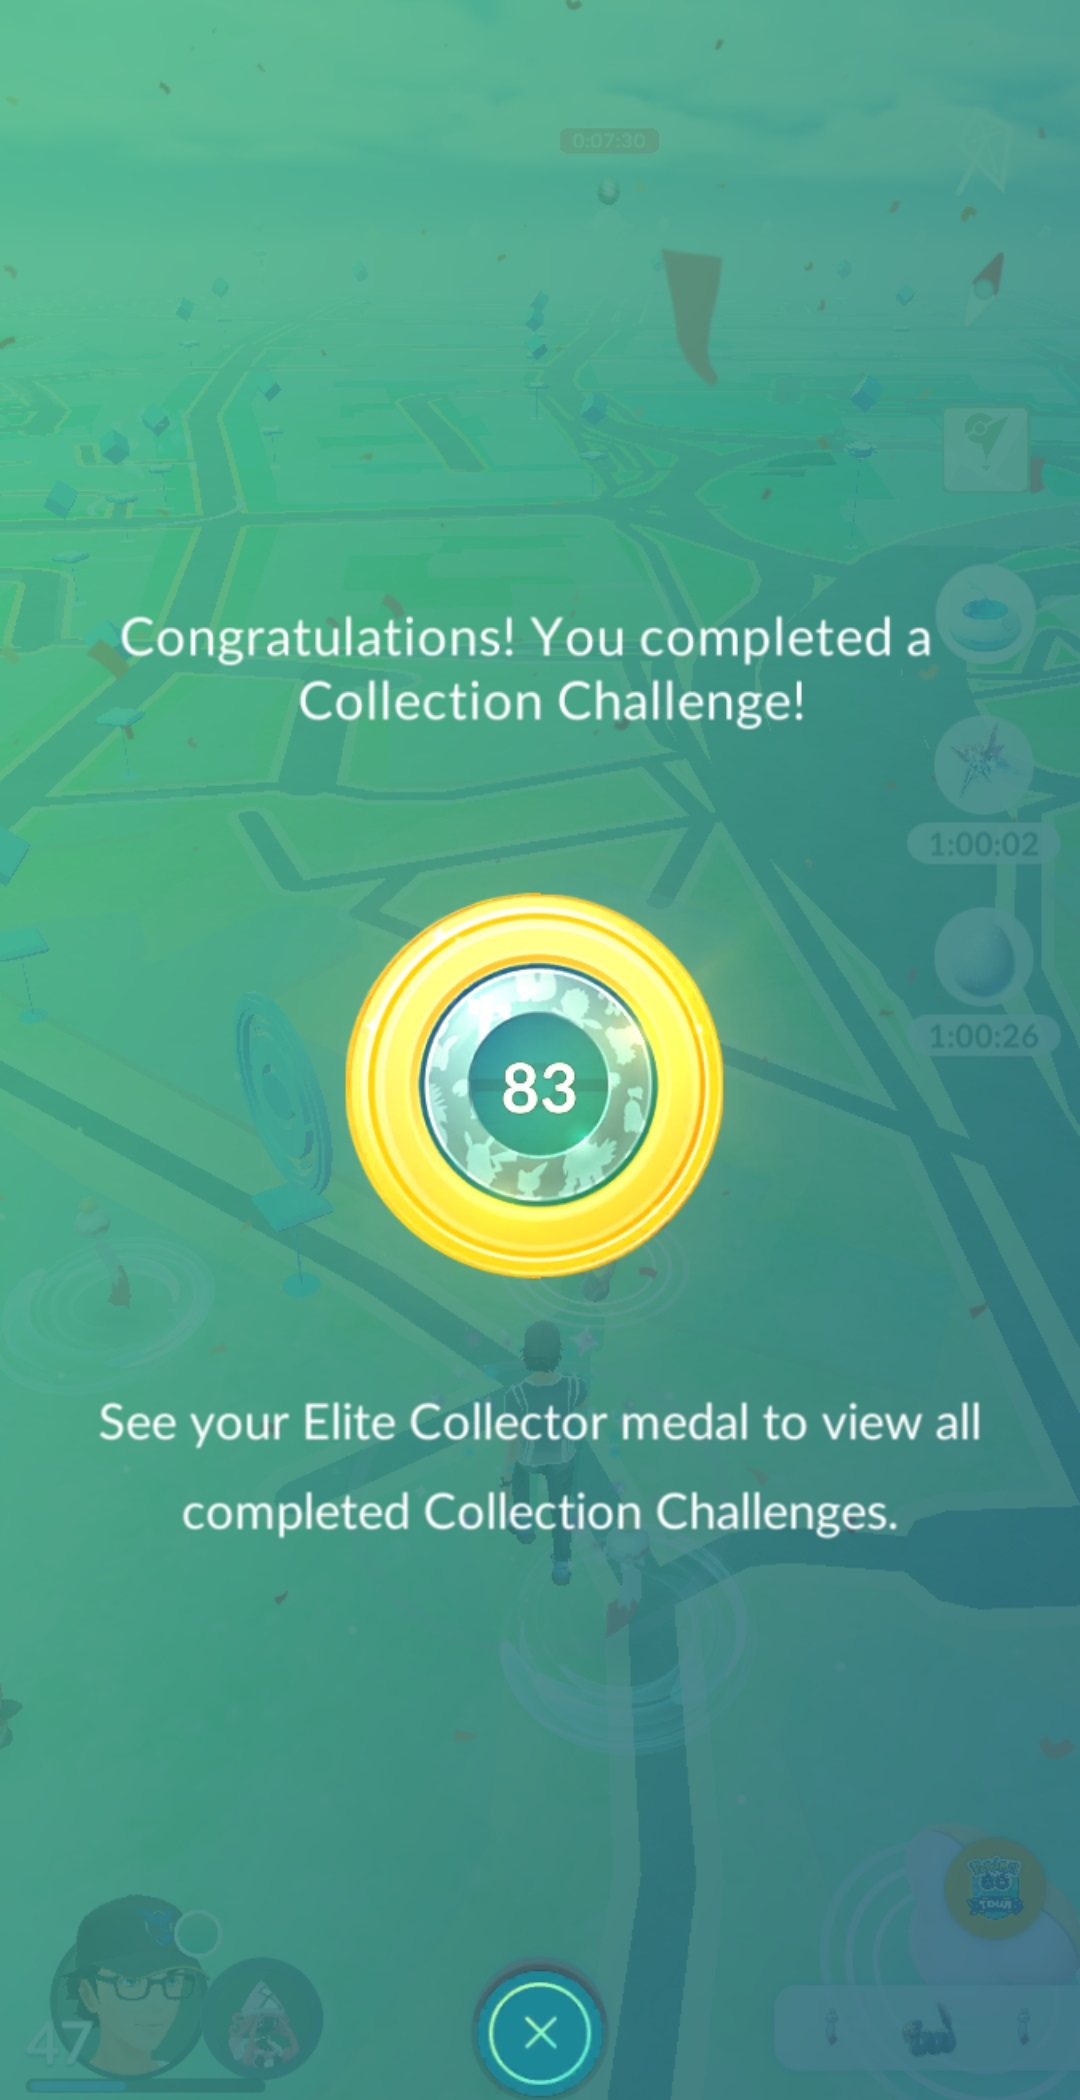 0:07:30
Congratulations! You completed a
Collection Challenge!
1:00:02
1:00:26
83
See your Elite Collector medal to view all
completed Collection Challenges.
TOUR
47